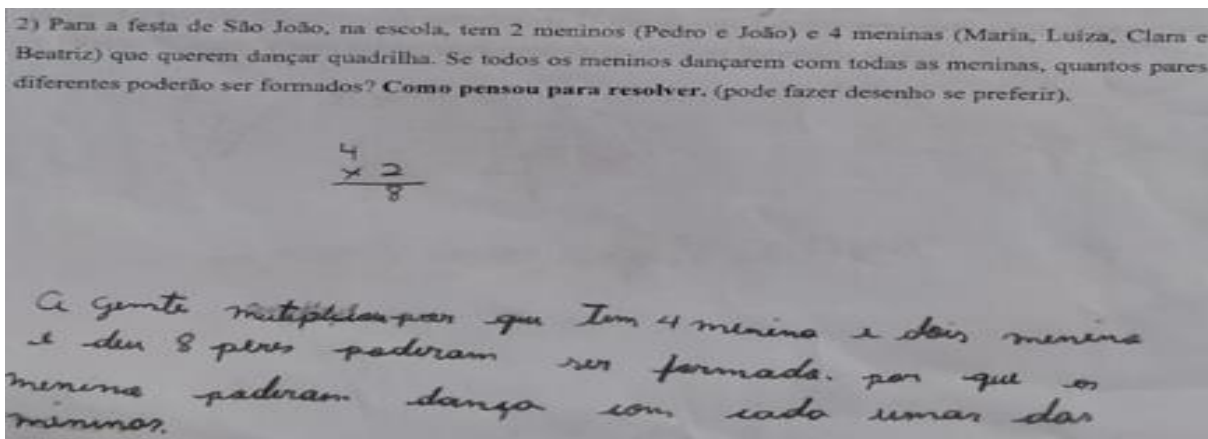 2) Para a festa de São João, na escola, tem 2 meninos (Pedro e João) e 4 meninas (Maria, Luíza, Clara e
Beatriz) que querem dançar quadrilha. Se todos os meninos dançarem com todas as meninas, quantos pares
diferentes poderão ser formados? Como pensou para resolver. (pode fazer desenho se preferir).
4
× 2
8
A gente por que Tem 4 menina e dois menino
e deu 8 peres poderam ser formada. por que os
menino poderam dança com cada umas das
mininas.